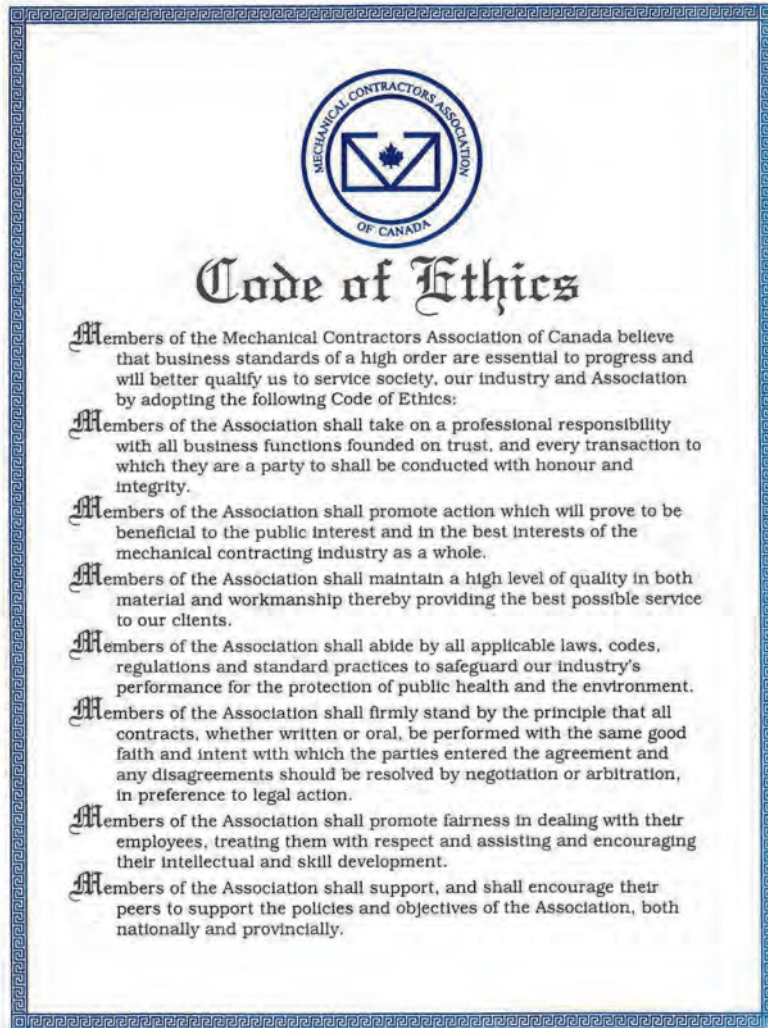 MECHANICAL CONTRACTORS ASSOCIATION
OF CANADA
Code of Ethics
Members of the Mechanical Contractors Association of Canada believe
that business standards of a high order are essential to progress and
will better qualify us to service society, our industry and Association
by adopting the following Code of Ethics:
Members of the Association shall take on a professional responsibility
with all business functions founded on trust, and every transaction to
which they are a party to shall be conducted with honour and
integrity.
Members of the Association shall promote action which will prove to be
beneficial to the public interest and in the best interests of the
mechanical contracting industry as a whole.
Members of the Association shall maintain a high level of quality in both
material and workmanship thereby providing the best possible service
to our clients.
Members of the Association shall abide by all applicable laws, codes,
regulations and standard practices to safeguard our industry's
performance for the protection of public health and the environment.
Members of the Association shall firmly stand by the principle that all
contracts, whether written or oral, be performed with the same good
faith and intent with which the parties entered the agreement and
any disagreements should be resolved by negotiation or arbitration,
in preference to legal action.
Members of the Association shall promote fairness in dealing with their
employees, treating them with respect and assisting and encouraging
their intellectual and skill development.
Members of the Association shall support, and shall encourage their
peers to support the policies and objectives of the Association, both
nationally and provincially.